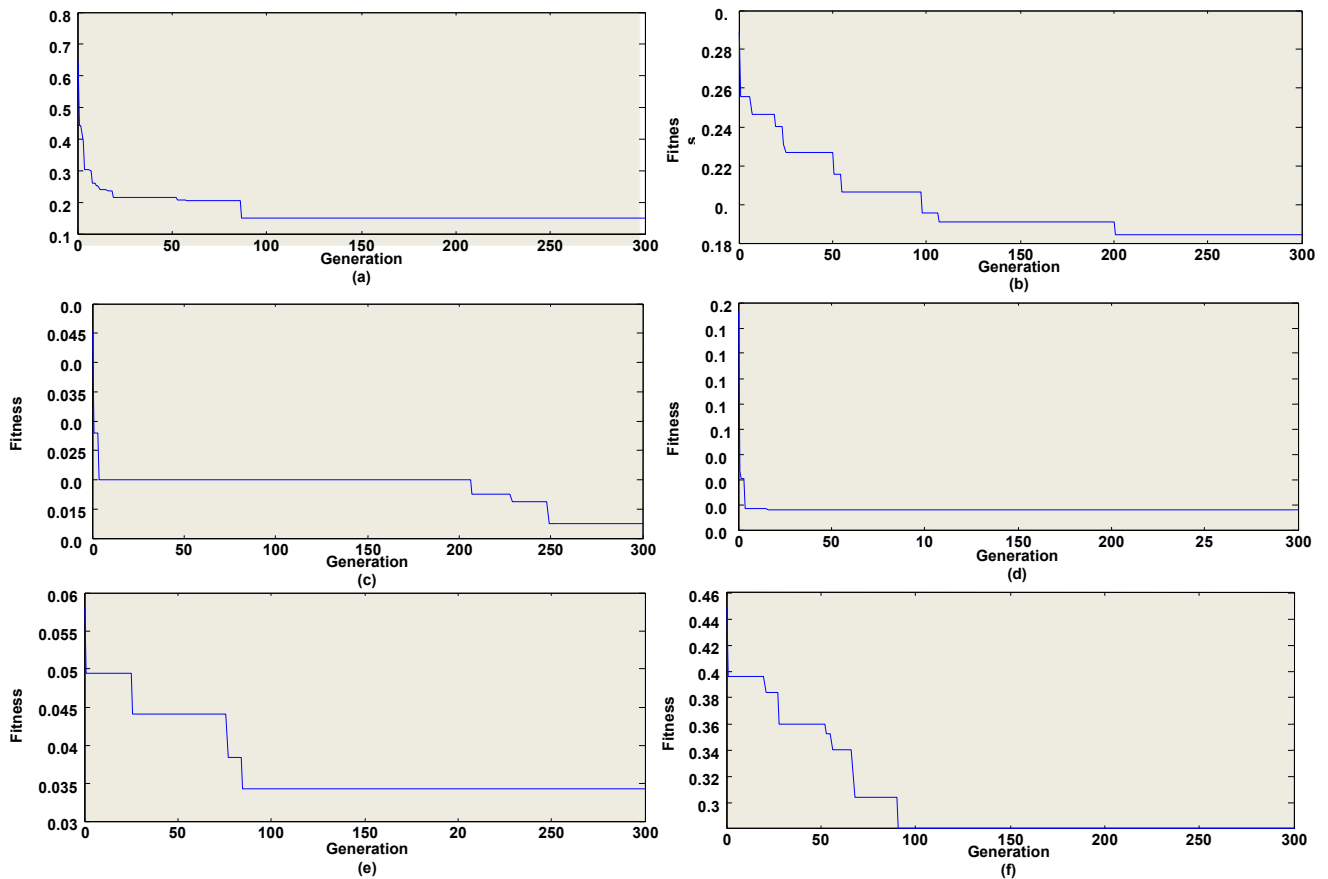 0.8
0.7
0.6
0.5
0.4
0.3
0.2
0.1
0 50 100 150 200 250 300
Generation
(a)
0.
0.28
0.26
0.24
0.22
0.
0.18
Fitnes
s
0 50 100 150 200 250 300
Generation
(b)
0.0
0.045
0.0
0.035
0.0
0.025
0.0
0.015
0.0
Fitness
0 50 100 150 200 250 300
Generation
(c)
0.2
0.1
0.1
0.1
0.1
0.1
0.0
0.0
0.0
0
Fitness
50 10 150 200 250 300
Generation
(d)
0.06
0.055
0.05
0.045
0.04
0.035
0.03
Fitness
0 50 100 150 20 250 300
Generation
(e)
0.46
0.44
0.42
0.4
0.38
0.36
0.34
0.32
0.3
Fitness
0 50 100 150 200 250 300
Generation
(f)